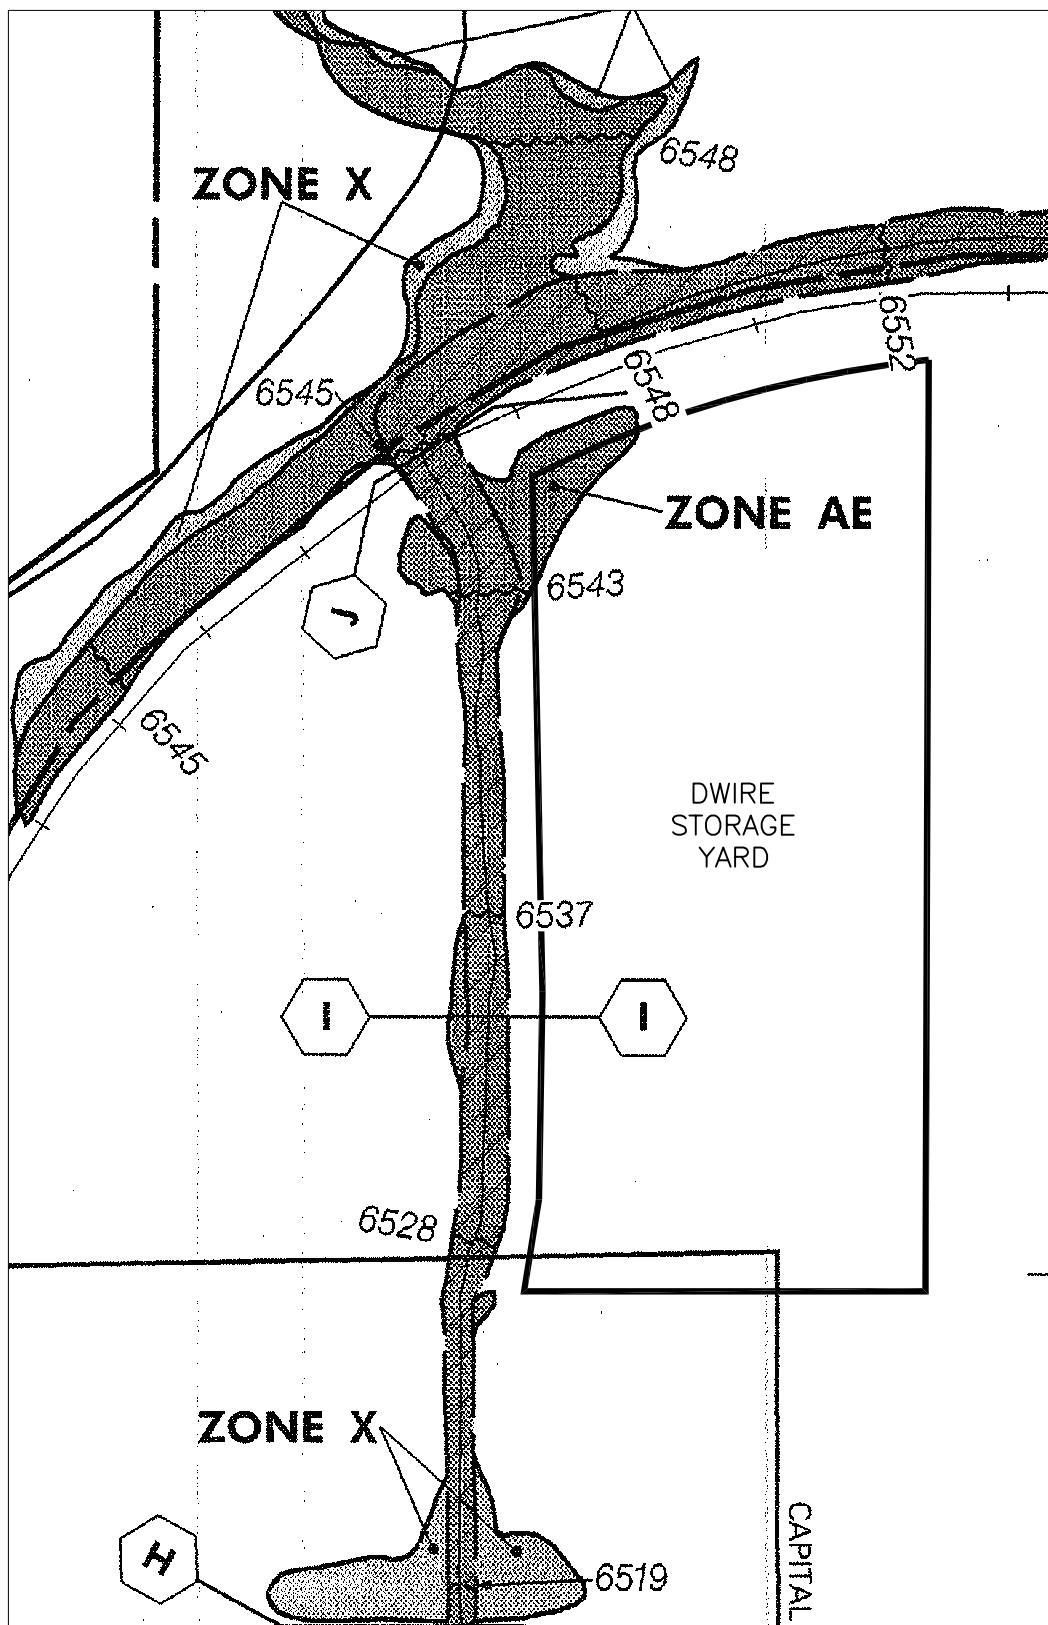 6548
ZONE X
6552
6545
6548
ZONE AE
6543
J
6545
DWIRE
STORAGE
YARD
6537
I
I
6528
ZONE X
CAPITAL
H
6519